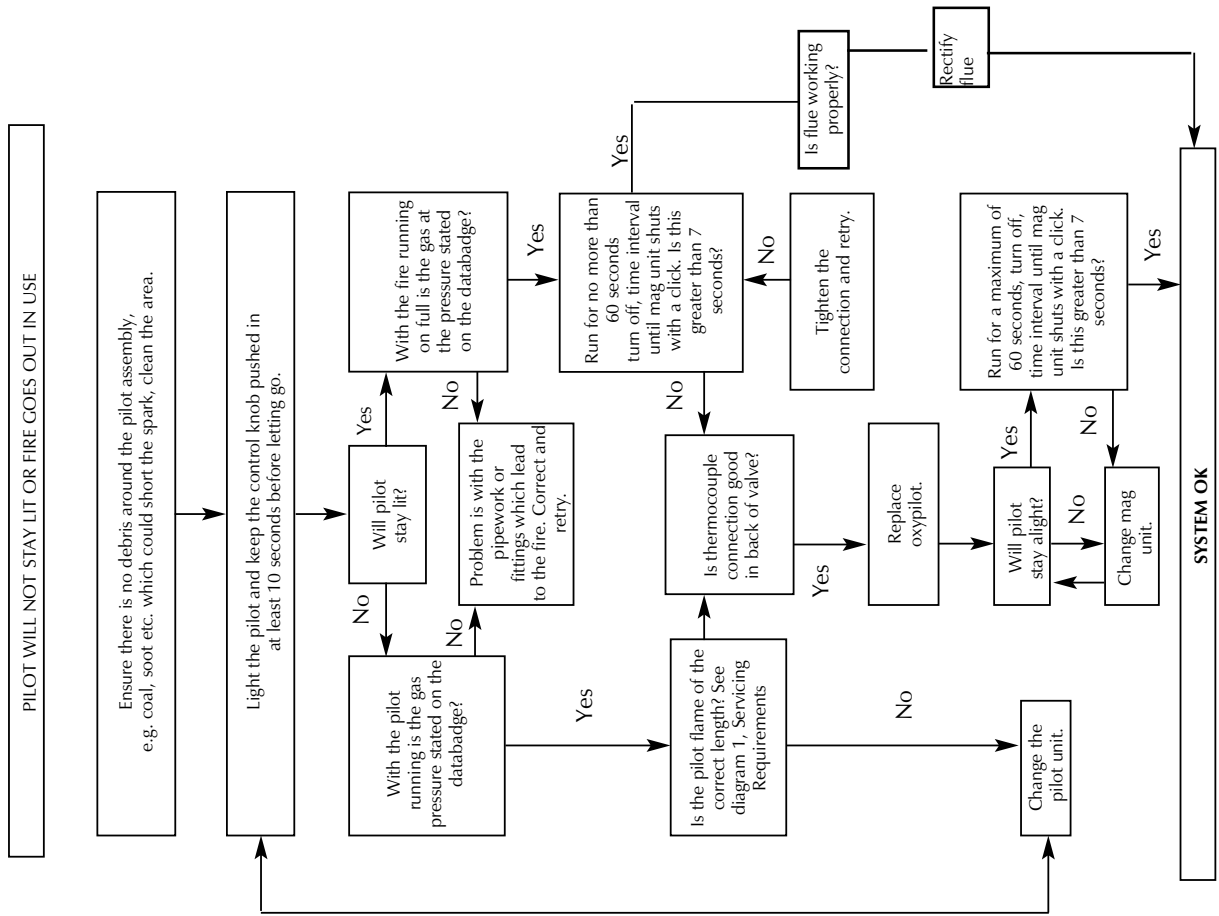 PILOT WILL NOT STAY LIT OR FIRE GOES OUT IN USE
Ensure there is no debris around the pilot assembly,
e.g. coal, soot etc. which could short the spark, clean the area.
Light the pilot and keep the control knob pushed in
at least 10 seconds before letting go.
Will pilot
stay lit?
No
Yes
With the pilot
running is the gas
pressure stated on the
databadge?
No
Problem is with the
pipework or
fittings which lead
to the fire. Correct and
retry.
No
With the fire running
on full is the gas at
the pressure stated
on the databadge?
Yes
Yes
Is the pilot flame of the
correct length? See
diagram 1, Servicing
Requirements
Is thermocouple
connection good
in back of valve?
No
Run for no more than
60 seconds
turn off, time interval
until mag unit shuts
with a click. Is this
greater than 7
seconds?
Yes
Is flue working
properly?
Rectify
flue
No
Tighten the
connection and retry.
Yes
Replace
oxypilot.
No
Change the
pilot unit.
Will pilot
stay alight?
Yes
No
Change mag
unit.
No
Run for a maximum of
60 seconds, turn off,
time interval until mag
unit shuts with a click.
Is this greater than 7
seconds?
Yes
SYSTEM OK